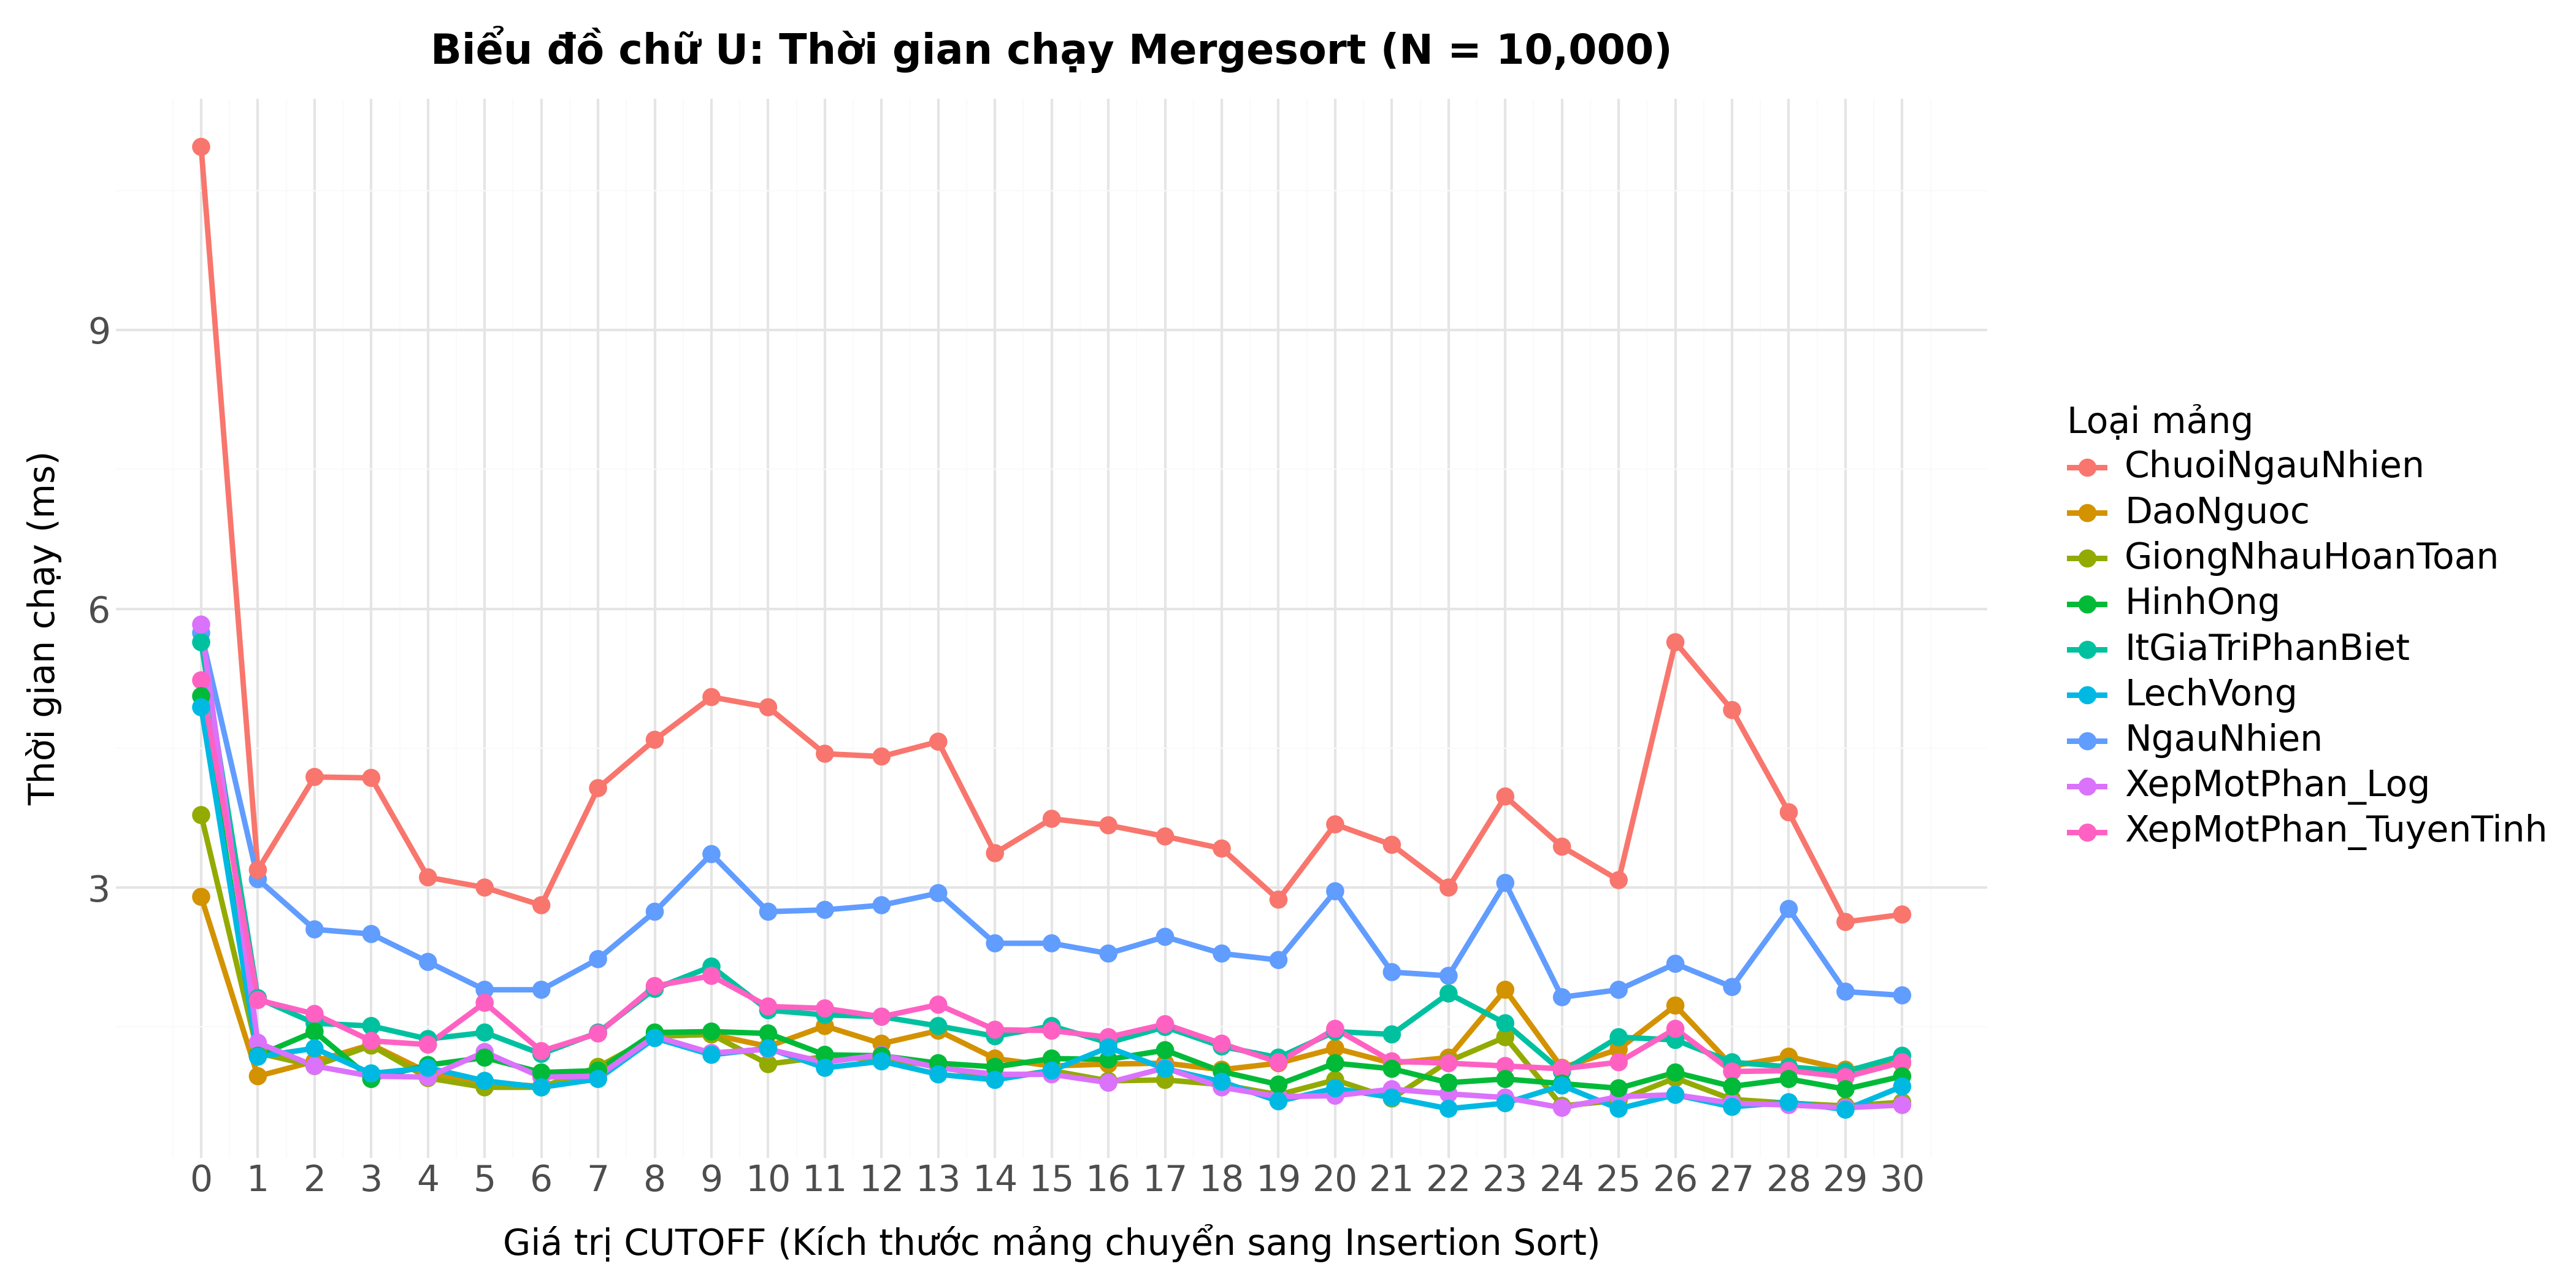 Biểu đồ chữ U: Thời gian chạy Mergesort (N = 10,000)
Thời gian chạy (ms)
9
6
3
0 1 2 3 4 5 6 7 8 9 10 11 12 13 14 15 16 17 18 19 20 21 22 23 24 25 26 27 28 29 30
Giá trị CUTOFF (Kích thước mảng chuyển sang Insertion Sort)
Loại mảng
ChuoiNgauNhien
DaoNguoc
GiongNhauHoanToan
HinhOng
ItGiaTriPhanBiet
LechVong
NgauNhien
XepMotPhan_Log
XepMotPhan_TuyenTinh